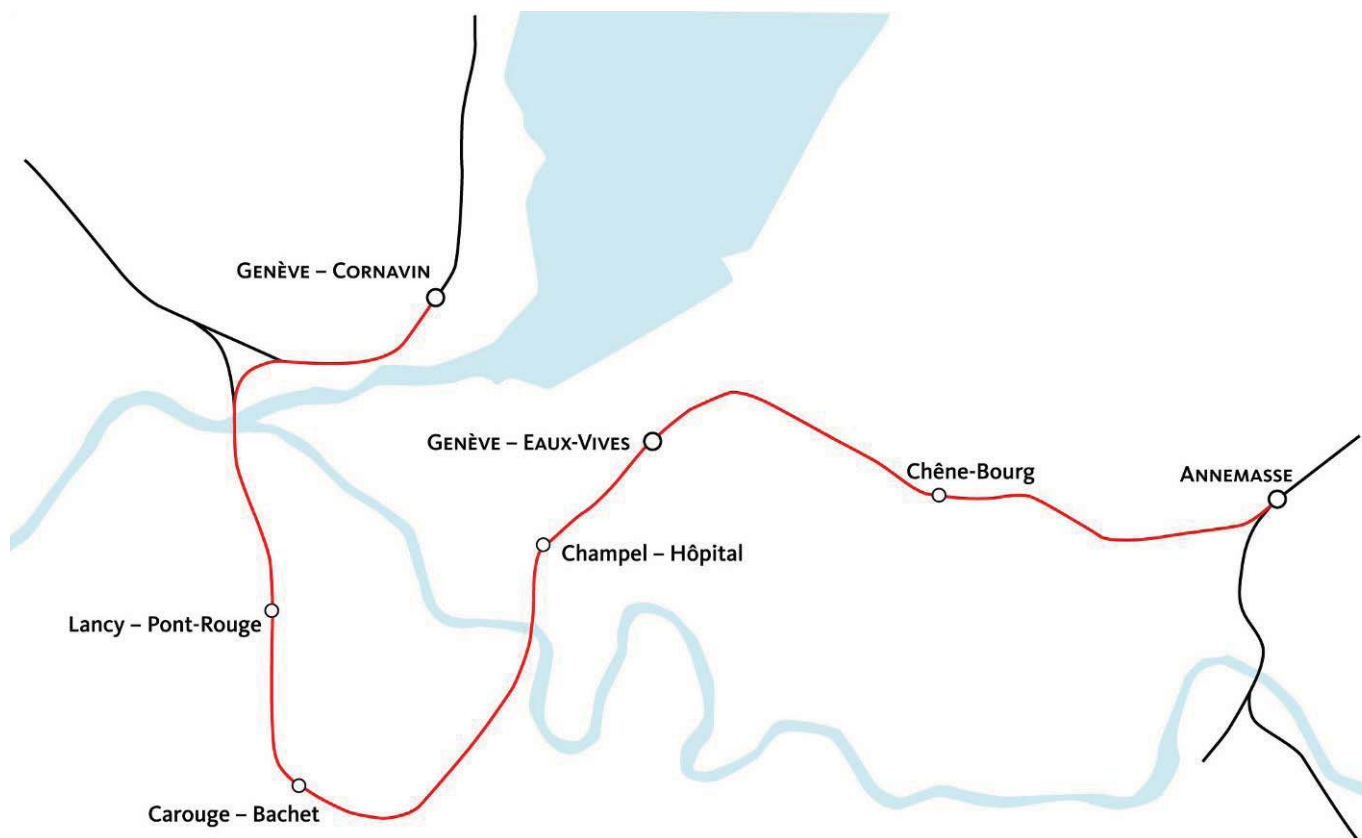 Genève – Cornavin
Genève – Eaux-Vives
Chêne-Bourg
Annemasse
Champel – Hôpital
Lancy – Pont-Rouge
Carouge – Bachet